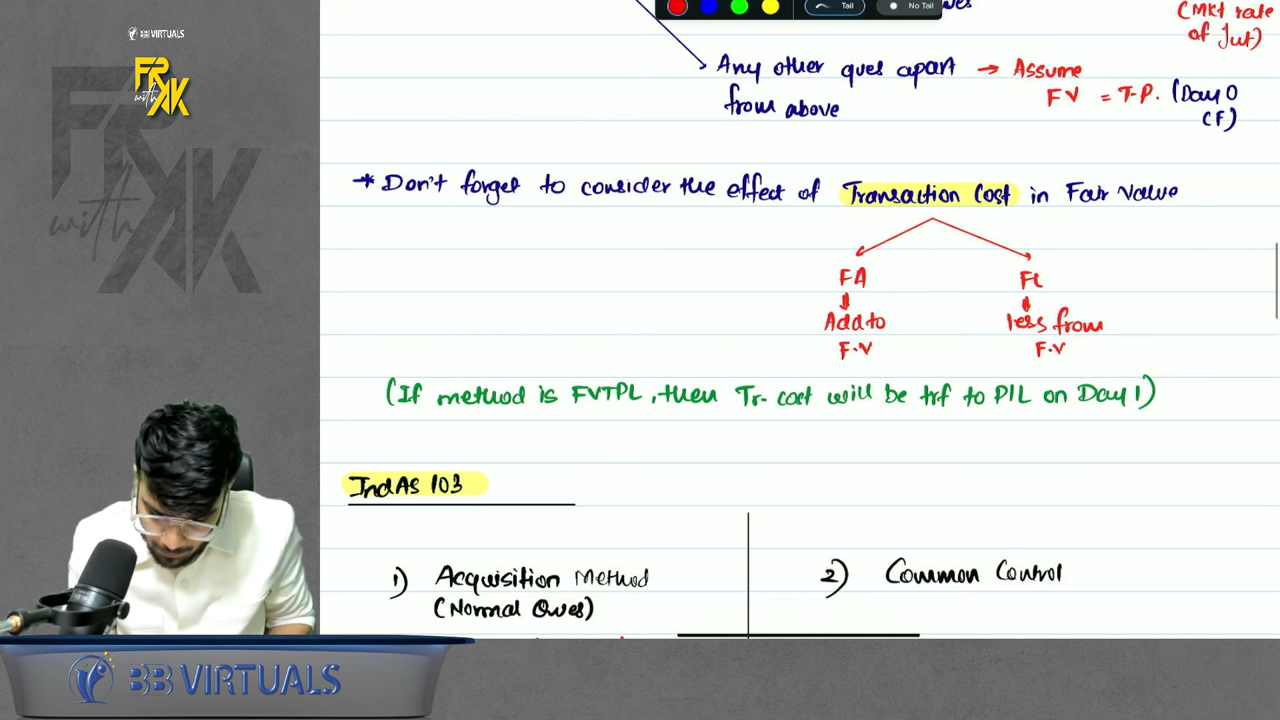 Tail
No Tail
(Mkt rate
of Jut)
BB VIRTUALS
FR
with
AK
Any other ques apart
from above
→ Assume
FV = T.P. (Day 0
CF)
* Don't forget to consider the effect of Transaction Cost in Fair Value
FA
FL
Add to
F.V
less from
F.V
(If method is FVTPL, then Tr. cost will be trf to P/L on Day 1)
IndAS 103
1) Acquisition Method
(Normal Ques)
2) Common Control
BB VIRTUALS